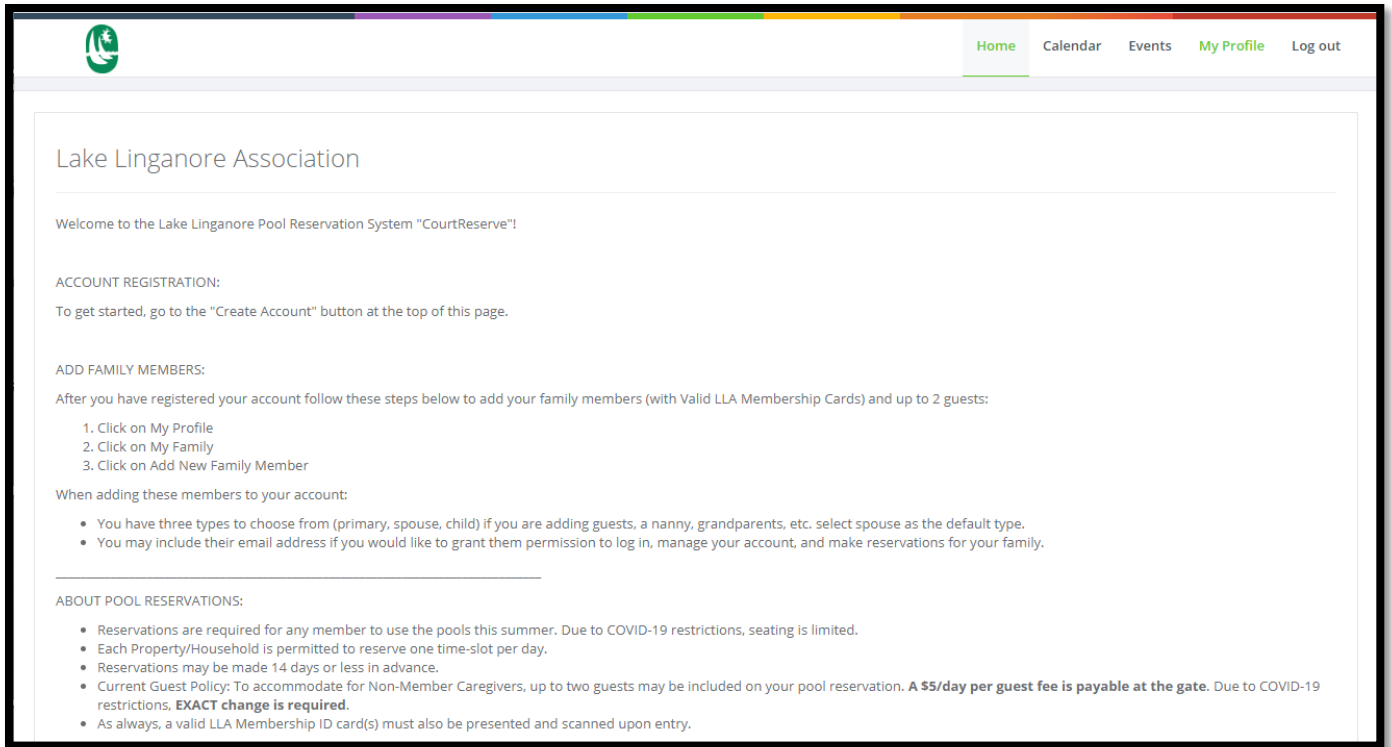 Home Calendar Events My Profile Log out
Lake Linganore Association
Welcome to the Lake Linganore Pool Reservation System "CourtReserve"!
ACCOUNT REGISTRATION:
To get started, go to the "Create Account" button at the top of this page.
ADD FAMILY MEMBERS:
After you have registered your account follow these steps below to add your family members (with Valid LLA Membership Cards) and up to 2 guests:
1. Click on My Profile
2. Click on My Family
3. Click on Add New Family Member
When adding these members to your account:
• You have three types to choose from (primary, spouse, child) if you are adding guests, a nanny, grandparents, etc. select spouse as the default type.
• You may include their email address if you would like to grant them permission to log in, manage your account, and make reservations for your family.
ABOUT POOL RESERVATIONS:
• Reservations are required for any member to use the pools this summer. Due to COVID-19 restrictions, seating is limited.
• Each Property/Household is permitted to reserve one time-slot per day.
• Reservations may be made 14 days or less in advance.
• Current Guest Policy: To accommodate for Non-Member Caregivers, up to two guests may be included on your pool reservation. A $5/day per guest fee is payable at the gate. Due to COVID-19
restrictions, EXACT change is required.
• As always, a valid LLA Membership ID card(s) must also be presented and scanned upon entry.